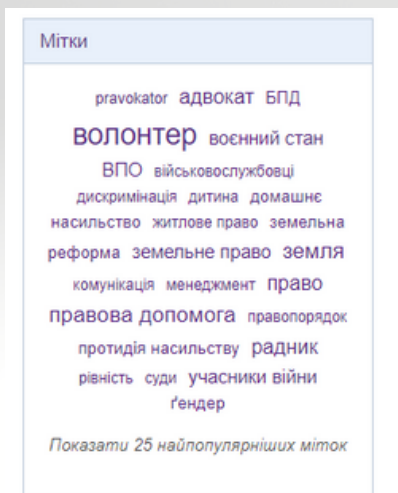 Мітки
pravokator адвокат БПД
волонтер воєнний стан
ВПО військовослужбовці
дискримінація дитина домашнє
насильство житлове право земельна
реформа земельне право земля
комунікація менеджмент право
правова допомога правопорядок
протидія насильству радник
рівність суди учасники війни
ґендер
Показати 25 найпопулярніших міток